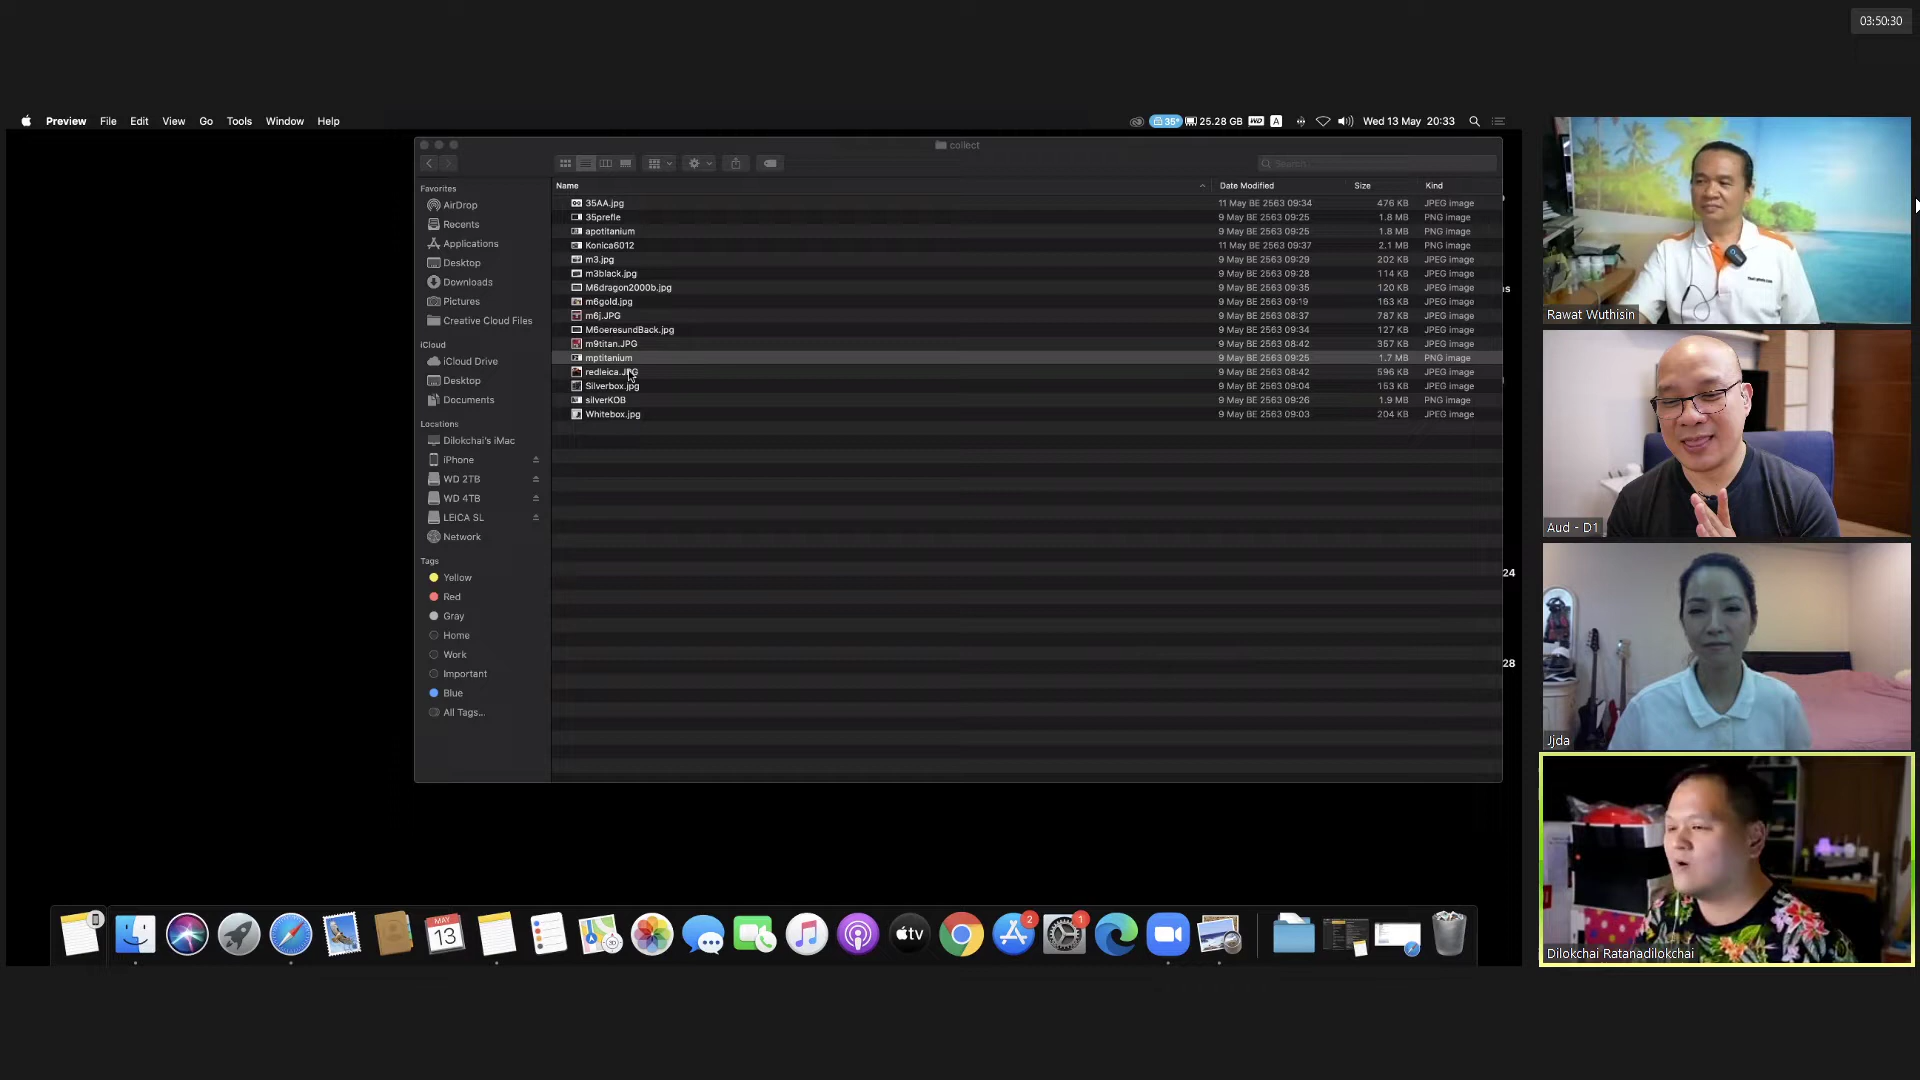 03:50:30
Preview File Edit View Go Tools Window Help
35° 25.28 GB WD A Wed 13 May 20:33
collect
Search
Name Date Modified Size Kind
Favorites
AirDrop
Recents
Applications
Desktop
Downloads
Pictures
Creative Cloud Files
iCloud
iCloud Drive
Desktop
Documents
Locations
Dilokchai's iMac
iPhone
WD 2TB
WD 4TB
LEICA SL
Network
Tags
Yellow
Red
Gray
Home
Work
Important
Blue
All Tags...
35AA.jpg 11 May BE 2563 09:34 476 KB JPEG image
35prefle 9 May BE 2563 09:25 1.8 MB PNG image
apotitanium 9 May BE 2563 09:25 1.8 MB PNG image
Konica6012 11 May BE 2563 09:37 2.1 MB PNG image
m3.jpg 9 May BE 2563 09:29 202 KB JPEG image
m3black.jpg 9 May BE 2563 09:28 114 KB JPEG image
M6dragon2000b.jpg 9 May BE 2563 09:35 120 KB JPEG image
m6gold.jpg 9 May BE 2563 09:19 163 KB JPEG image
m6j.JPG 9 May BE 2563 08:37 787 KB JPEG image
M6oeresundBack.jpg 9 May BE 2563 09:34 127 KB JPEG image
m9titan.JPG 9 May BE 2563 08:42 357 KB JPEG image
mptitanium 9 May BE 2563 09:25 1.7 MB PNG image
redleica.JPG 9 May BE 2563 08:42 596 KB JPEG image
Silverbox.jpg 9 May BE 2563 09:04 153 KB JPEG image
silverKOB 9 May BE 2563 09:26 1.9 MB PNG image
Whitebox.jpg 9 May BE 2563 09:03 204 KB JPEG image
24
28
MAY
13
3D
2
1
tv
Rawat Wuthisin
Aud - D1
Jjda
Dilokchai Ratanadilokchai